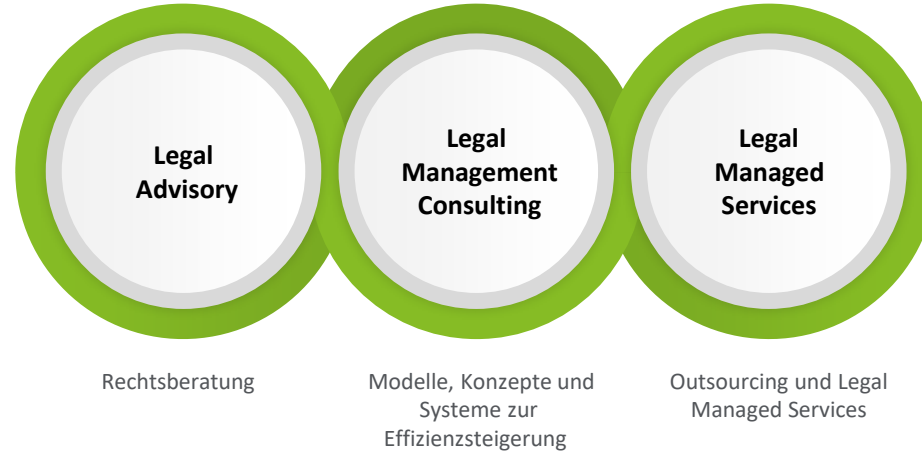 Legal
Advisory
Legal
Management
Consulting
Legal
Managed
Services
Rechtsberatung
Modelle, Konzepte und
Systeme zur
Effizienzsteigerung
Outsourcing und Legal
Managed Services